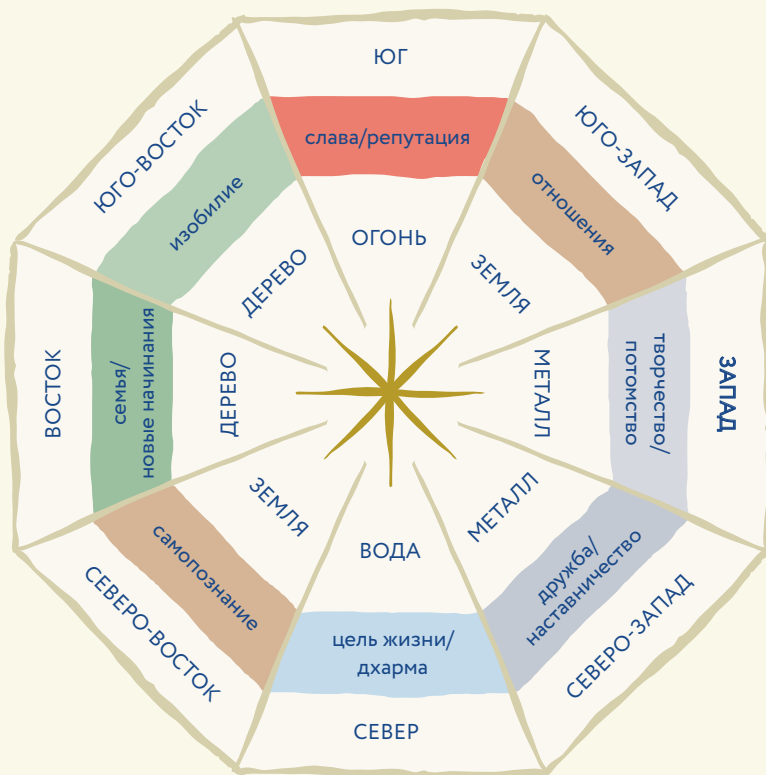 ЮГ
слава/репутация
ОГОНЬ
ЮГО-ЗАПАД
отношения
ЗЕМЛЯ
ЗАПАД
творчество/
потомство
МЕТАЛЛ
СЕВЕРО-ЗАПАД
дружба/
наставничество
МЕТАЛЛ
ВОДА
цель жизни/
дхарма
СЕВЕР
СЕВЕРО-ВОСТОК
самопознание
ЗЕМЛЯ
ВОСТОК
семья/
новые начинания
ДЕРЕВО
ЮГО-ВОСТОК
изобилие
ДЕРЕВО